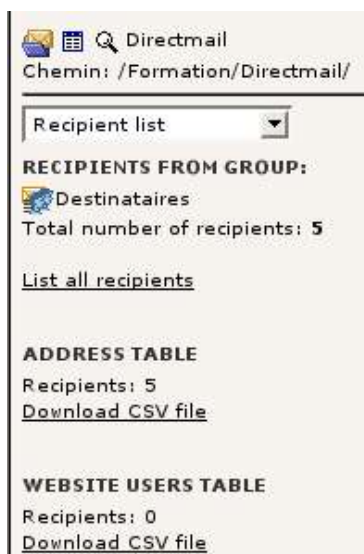 Directmail
Chemin: /Formation/Directmail/
Recipient list
RECIPIENTS FROM GROUP:
Destinataires
Total number of recipients: 5
List all recipients
ADDRESS TABLE
Recipients: 5
Download CSV file
WEBSITE USERS TABLE
Recipients: 0
Download CSV file